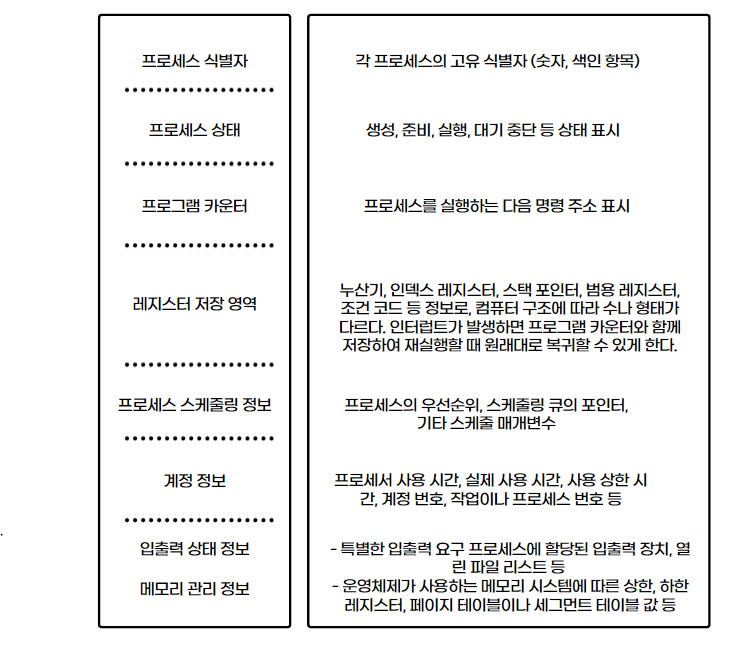 프로세스 식별자
각 프로세스의 고유 식별자 (숫자, 색인 항목)
프로세스 상태
생성, 준비, 실행, 대기 중단 등 상태 표시
프로그램 카운터
프로세스를 실행하는 다음 명령 주소 표시
레지스터 저장 영역
누산기, 인덱스 레지스터, 스택 포인터, 범용 레지스터,
조건 코드 등 정보로, 컴퓨터 구조에 따라 수나 형태가
다르다. 인터럽트가 발생하면 프로그램 카운터와 함께
저장하여 재실행할 때 원래대로 복귀할 수 있게 한다.
프로세스 스케줄링 정보
프로세스의 우선순위, 스케줄링 큐의 포인터,
기타 스케줄 매개변수
계정 정보
프로세서 사용 시간, 실제 사용 시간, 사용 상한 시
간, 계정 번호, 작업이나 프로세스 번호 등
입출력 상태 정보
- 특별한 입출력 요구 프로세스에 할당된 입출력 장치, 열
린 파일 리스트 등
메모리 관리 정보
- 운영체제가 사용하는 메모리 시스템에 따른 상한, 하한
레지스터, 페이지 테이블이나 세그먼트 테이블 값 등